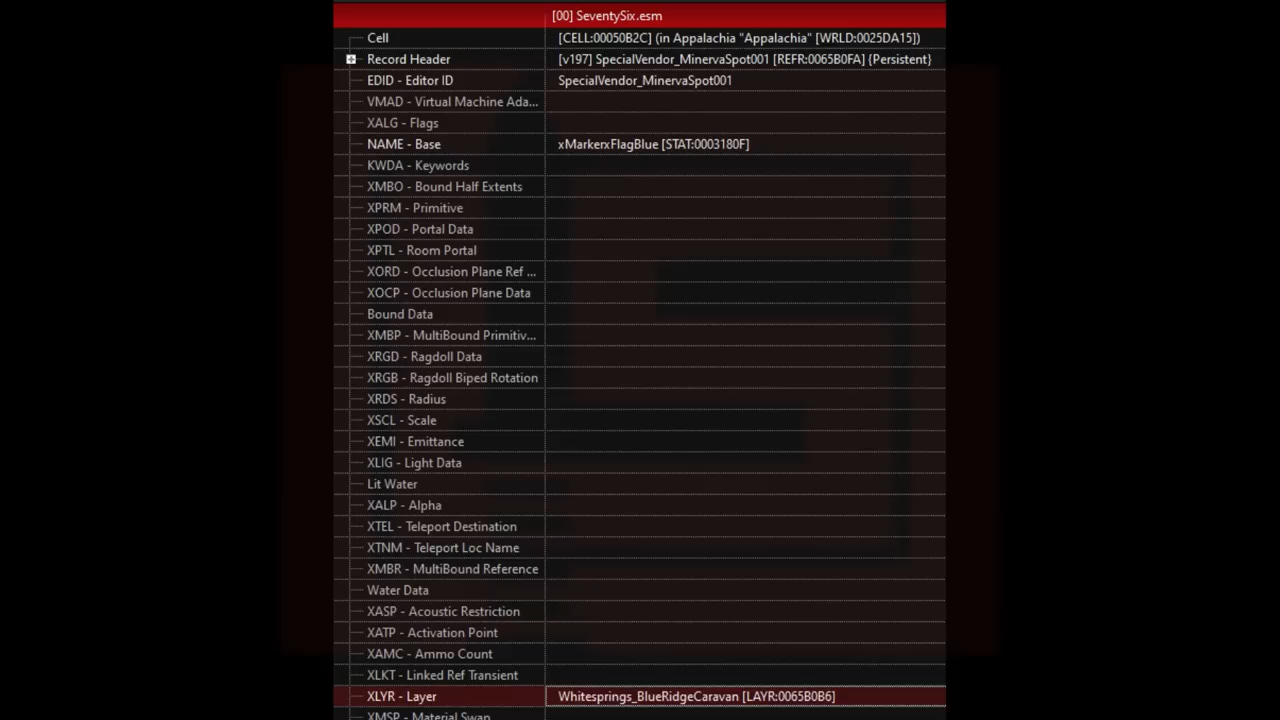 [00] SeventySix.esm
Cell [CELL:00050B2C] (in Appalachia "Appalachia" [WRLD:0025DA15])
Record Header [v197] SpecialVendor_MinervaSpot001 [REFR:0065B0FA] {Persistent}
EDID - Editor ID SpecialVendor_MinervaSpot001
VMAD - Virtual Machine Ada...
XALG - Flags
NAME - Base xMarkerxFlagBlue [STAT:0003180F]
KWDA - Keywords
XMBO - Bound Half Extents
XPRM - Primitive
XPOD - Portal Data
XPTL - Room Portal
XORD - Occlusion Plane Ref ...
XOCP - Occlusion Plane Data
Bound Data
XMBP - MultiBound Primitiv...
XRGD - Ragdoll Data
XRGB - Ragdoll Biped Rotation
XRDS - Radius
XSCL - Scale
XEMI - Emittance
XLIG - Light Data
Lit Water
XALP - Alpha
XTEL - Teleport Destination
XTNM - Teleport Loc Name
XMBR - MultiBound Reference
Water Data
XASP - Acoustic Restriction
XATP - Activation Point
XAMC - Ammo Count
XLKT - Linked Ref Transient
XLYR - Layer Whitesprings_BlueRidgeCaravan [LAYR:0065B0B6]
XMSP - Material Swap